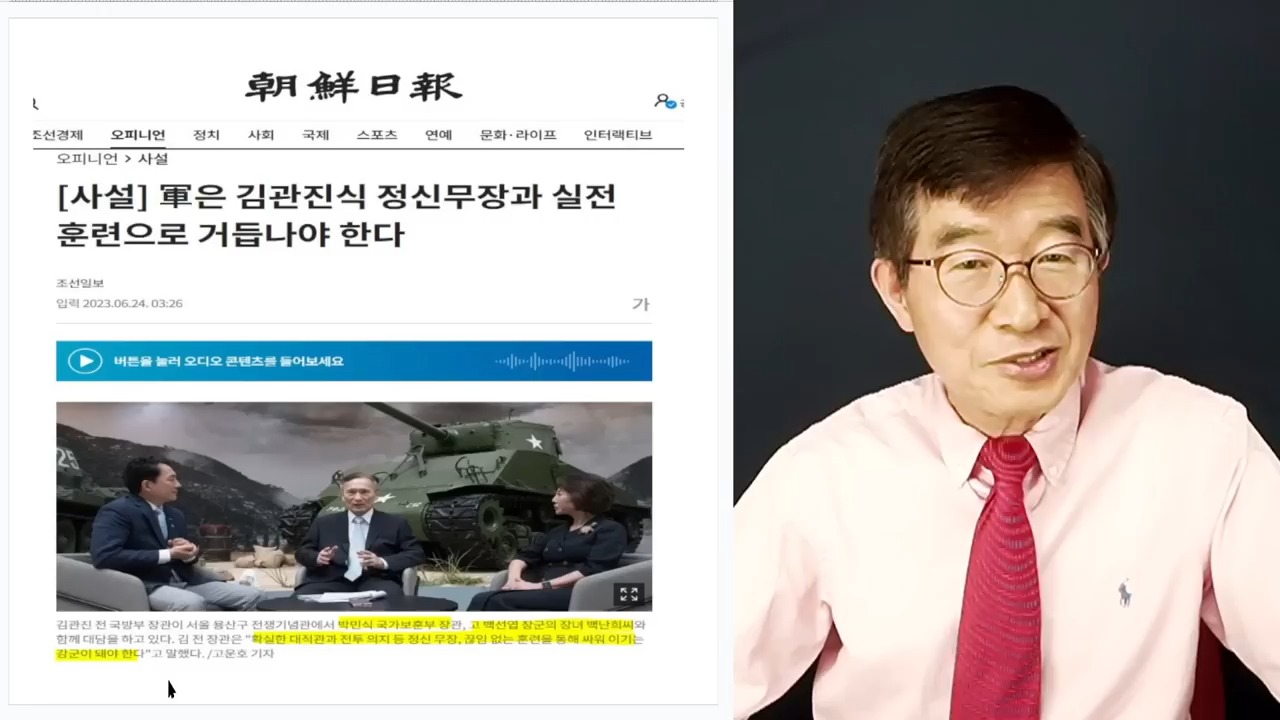 朝鮮日報
조선경제 오피니언 정치 사회 국제 스포츠 연예 문화·라이프 인터랙티브
오피니언 > 사설
[사설] 軍은 김관진식 정신무장과 실전
훈련으로 거듭나야 한다
조선일보
입력 2023.06.24. 03:26
가
버튼을 눌러 오디오 콘텐츠를 들어보세요
25
김관진 전 국방부 장관이 서울 용산구 전쟁기념관에서 박민식 국가보훈부 장관, 고 백선엽 장군의 장녀 백남희씨와
함께 대담을 하고 있다. 김 전 장관은 "확실한 대적관과 전투 의지 등 정신 무장, 끊임 없는 훈련을 통해 싸워 이기는
강군이 돼야 한다"고 말했다. /고운호 기자